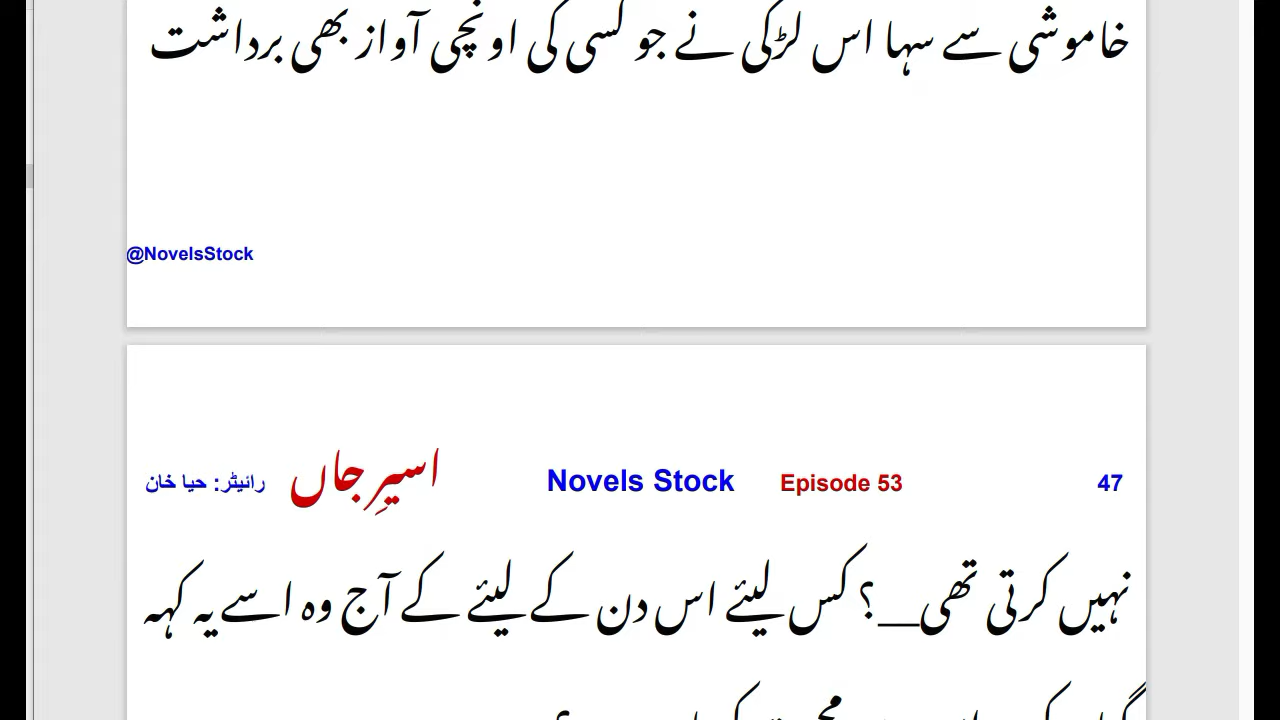 خاموشی سے سہا اس لڑکی نے جو کسی کی اونچی آواز بھی برداشت
@NovelsStock
اسیرِ جاں رائیٹر: حیا خان Novels Stock Episode 53 47
نہیں کرتی تھی__؟ کس لیئے اس دن کے لیئے کے آج وہ اسے یہ کہہ